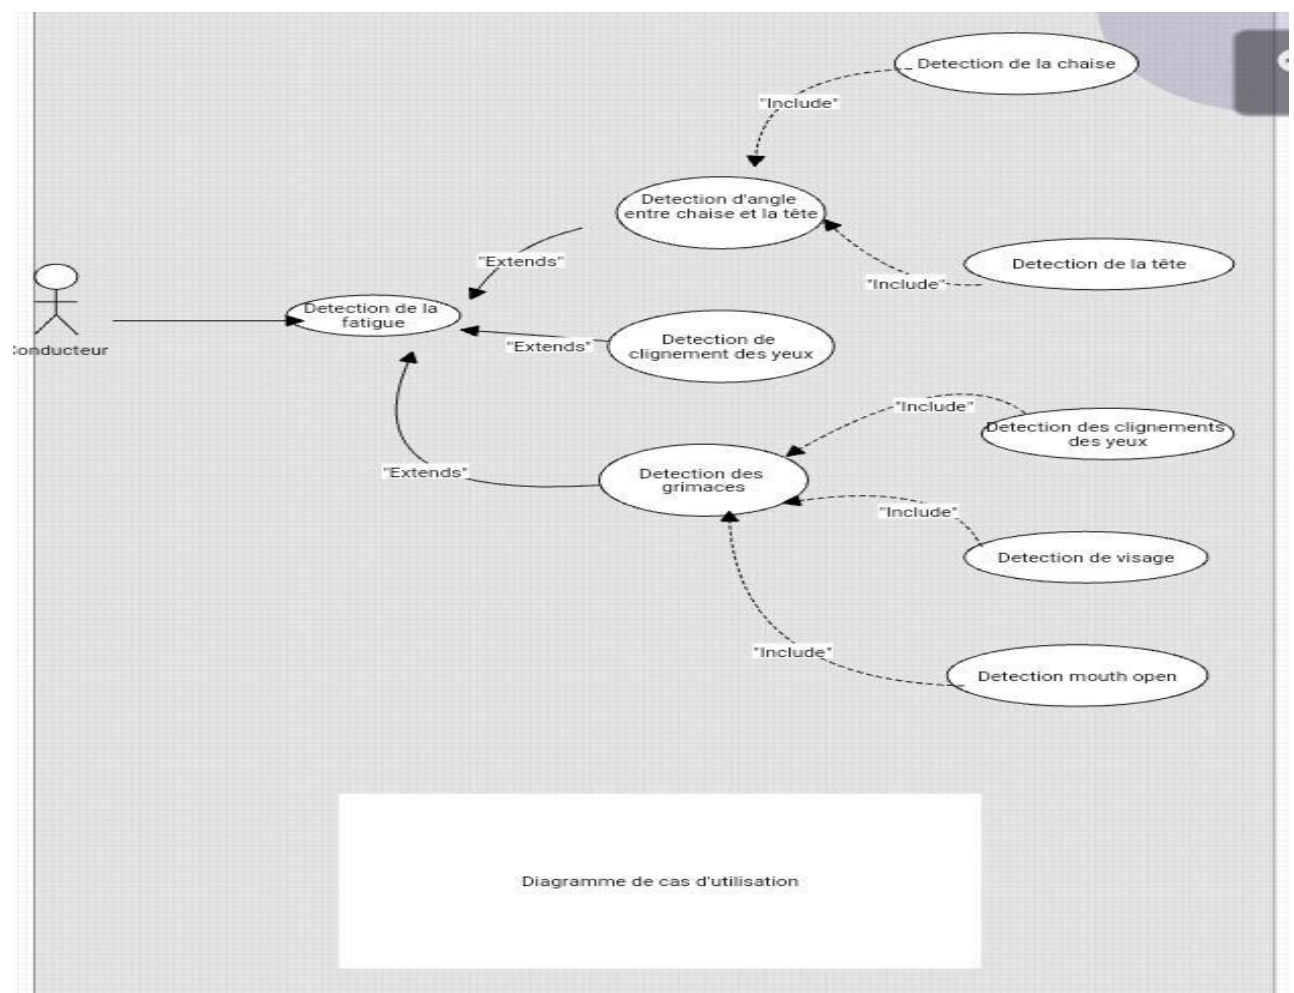 Detection de la chaise
"Include"
Detection d'angle
entre chaise et la tête
"Extends"
Detection de la tête
"Include"
Detection de la
fatigue
Conducteur
"Extends"
Detection de
clignement des yeux
"Include"
Detection des clignements
des yeux
"Extends"
Detection des
grimaces
"Include"
Detection de visage
"Include"
Detection mouth open
Diagramme de cas d'utilisation